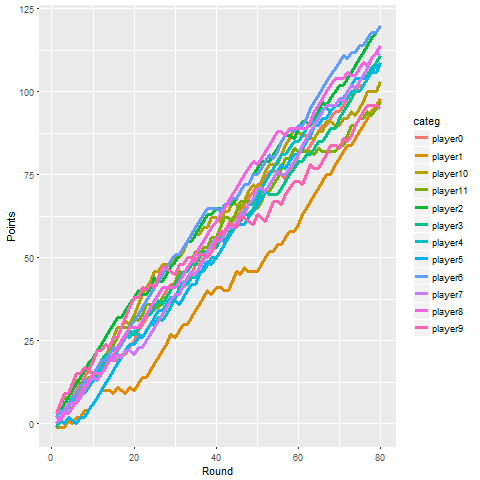 125
100
75
50
25
0
Points
0 20 40 60 80
Round
categ
player0
player1
player10
player11
player2
player3
player4
player5
player6
player7
player8
player9